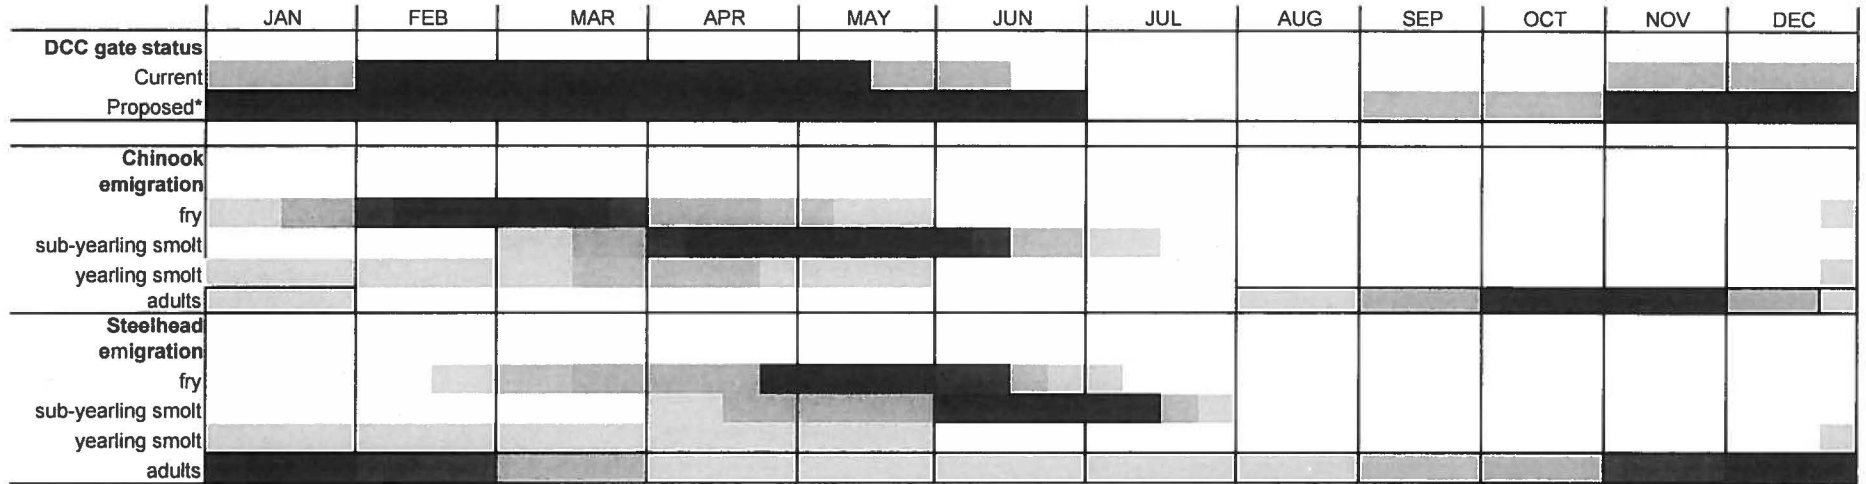 JAN FEB MAR APR MAY JUN JUL AUG SEP OCT NOV DEC
DCC gate status
Current
Proposed*
Chinook
emigration
fry
sub-yearling smolt
yearling smolt
adults
Steelhead
emigration
fry
sub-yearling smolt
yearling smolt
adults